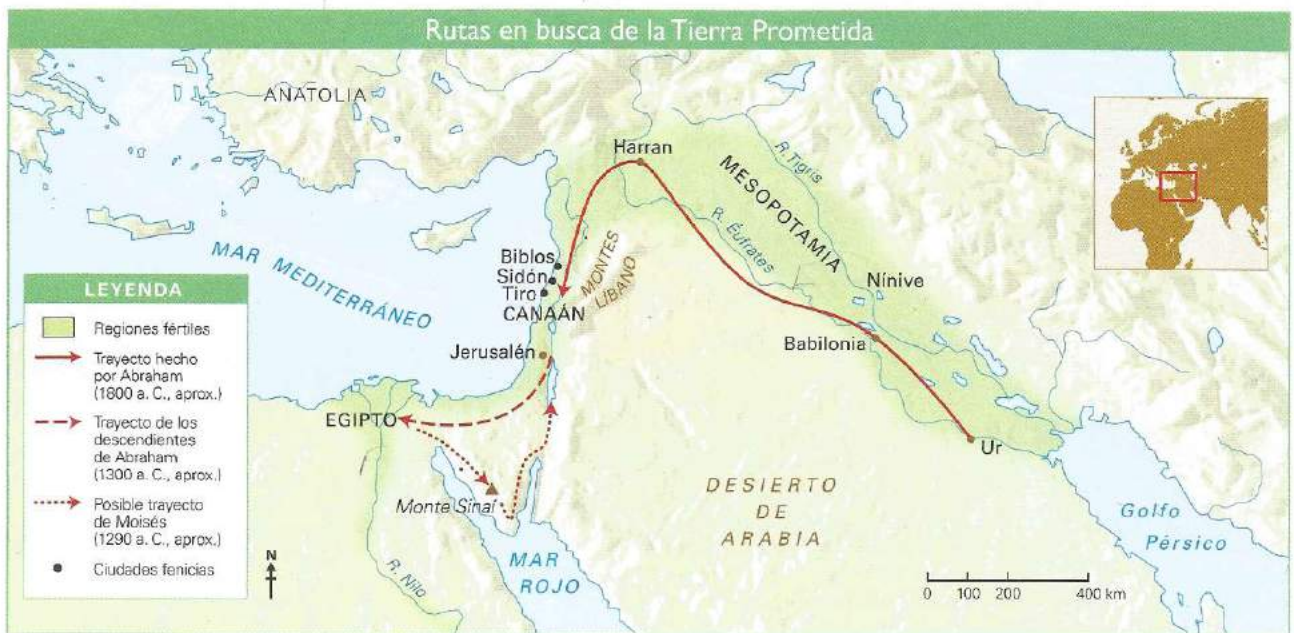 Rutas en busca de la Tierra Prometida
ANATOLIA
Harran
R. Tigris
MESOPOTAMIA
R. Éufrates
MAR MEDITERRÁNEO
Biblos
Sidón
Tiro
MONTES
LÍBANO
CANAÁN
Nínive
Babilonia
Jerusalén
EGIPTO
Ur
Monte Sinaí
DESIERTO
DE
ARABIA
Golfo
Pérsico
MAR
ROJO
R. Nilo
LEYENDA
Regiones fértiles
Trayecto hecho
por Abraham
(1800 a. C., aprox.)
Trayecto de los
descendientes
de Abraham
(1300 a. C., aprox.)
Posible trayecto
de Moisés
(1290 a. C., aprox.)
Ciudades fenicias
N
0 100 200 400 km